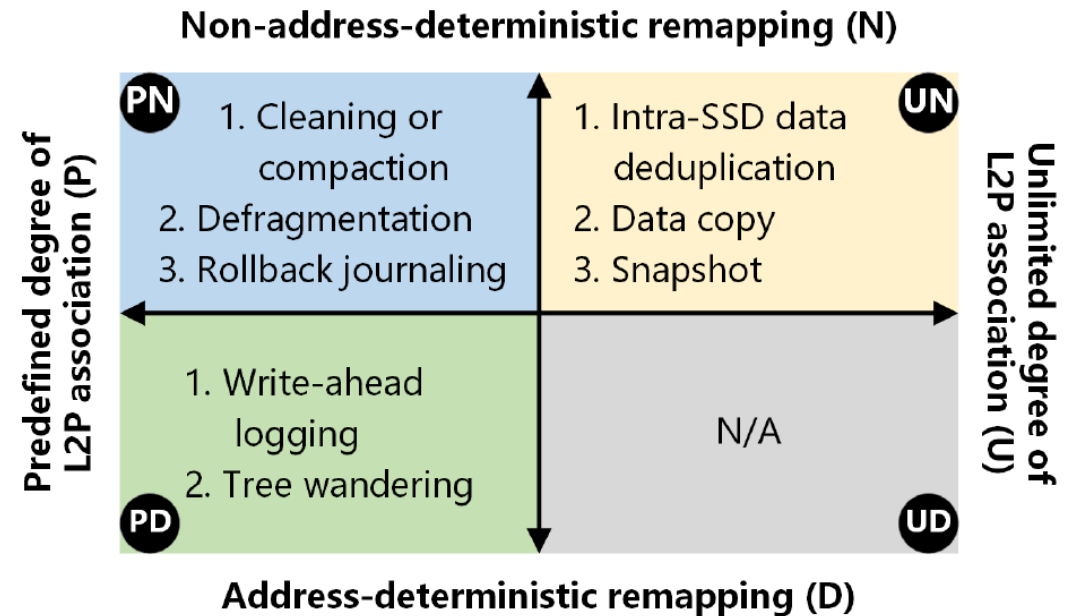 Non-address-deterministic remapping (N)
Predefined degree of
L2P association (P)
PN
1. Cleaning or
compaction
2. Defragmentation
3. Rollback journaling
UN
1. Intra-SSD data
deduplication
2. Data copy
3. Snapshot
Unlimited degree of
L2P association (U)
PD
1. Write-ahead
logging
2. Tree wandering
N/A
UD
Address-deterministic remapping (D)